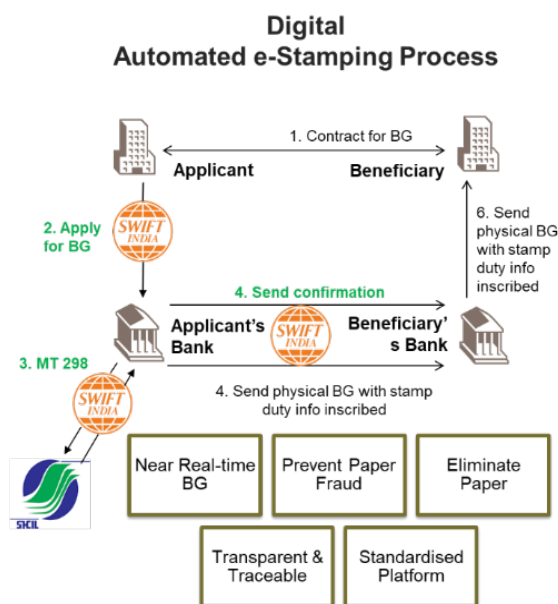 Digital
Automated e-Stamping Process
1. Contract for BG
Applicant
Beneficiary
2. Apply
for BG
SWIFT
INDIA
6. Send
physical BG
with stamp
duty info
inscribed
4. Send confirmation
Applicant's
Bank
SWIFT
INDIA
Beneficiary'
s Bank
3. MT 298
SWIFT
INDIA
4. Send physical BG with stamp
duty info inscribed
SHCIL
Near Real-time
BG
Prevent Paper
Fraud
Eliminate
Paper
Transparent &
Traceable
Standardised
Platform